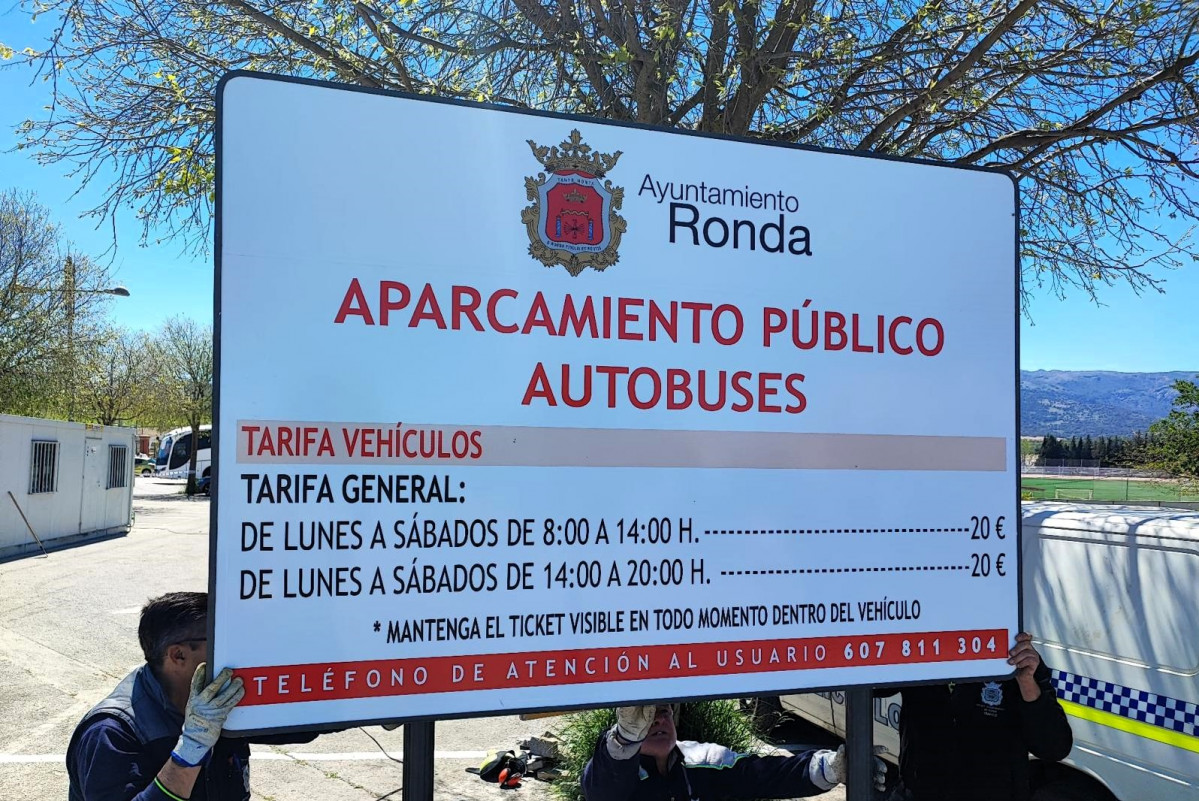 Ayuntamiento
Ronda
APARCAMIENTO PÚBLICO
AUTOBUSES
TARIFA VEHÍCULOS
TARIFA GENERAL:
DE LUNES A SÁBADOS DE 8:00 A 14:00 H. ------------------------------20 €
DE LUNES A SÁBADOS DE 14:00 A 20:00 H. ----------------------------20 €
* MANTENGA EL TICKET VISIBLE EN TODO MOMENTO DENTRO DEL VEHÍCULO
TELÉFONO DE ATENCIÓN AL USUARIO 607 811 304